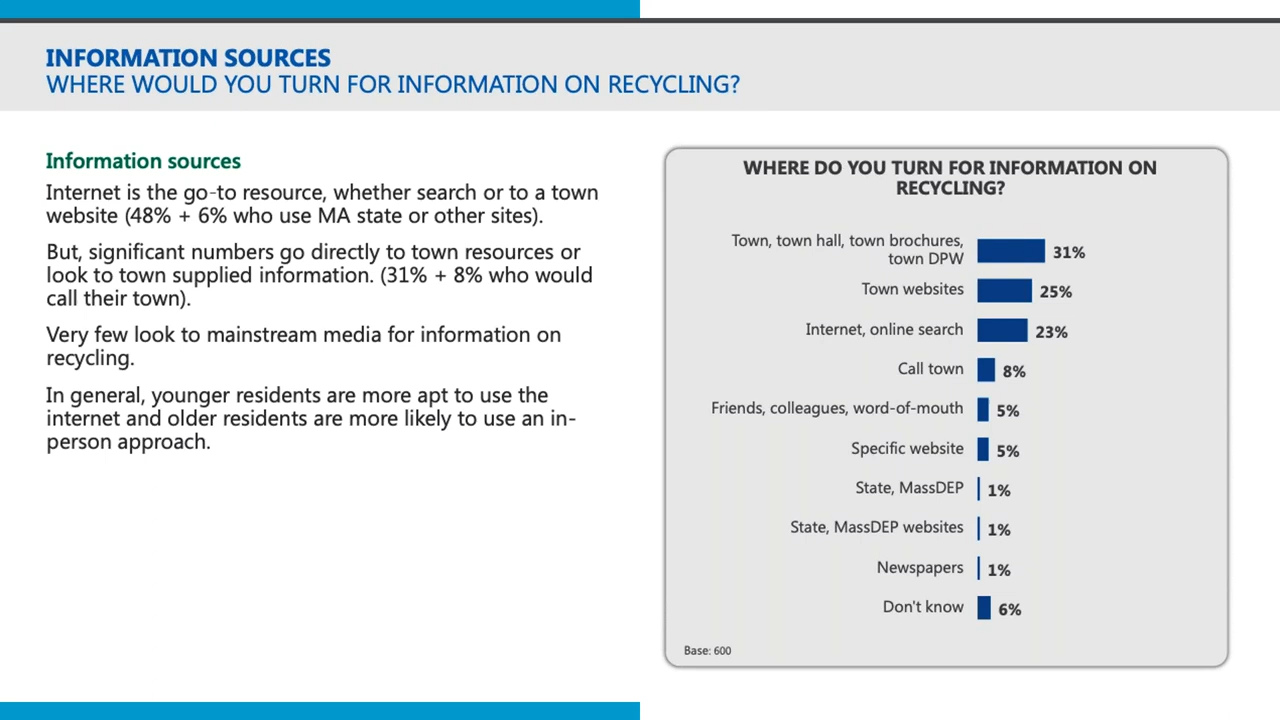 INFORMATION SOURCES
WHERE WOULD YOU TURN FOR INFORMATION ON RECYCLING?
Information sources
Internet is the go-to resource, whether search or to a town
website (48% + 6% who use MA state or other sites).
But, significant numbers go directly to town resources or
look to town supplied information. (31% + 8% who would
call their town).
Very few look to mainstream media for information on
recycling.
In general, younger residents are more apt to use the
internet and older residents are more likely to use an in-
person approach.
WHERE DO YOU TURN FOR INFORMATION ON
RECYCLING?
Town, town hall, town brochures,
town DPW 31%
Town websites 25%
Internet, online search 23%
Call town 8%
Friends, colleagues, word-of-mouth 5%
Specific website 5%
State, MassDEP 1%
State, MassDEP websites 1%
Newspapers 1%
Don't know 6%
Base: 600